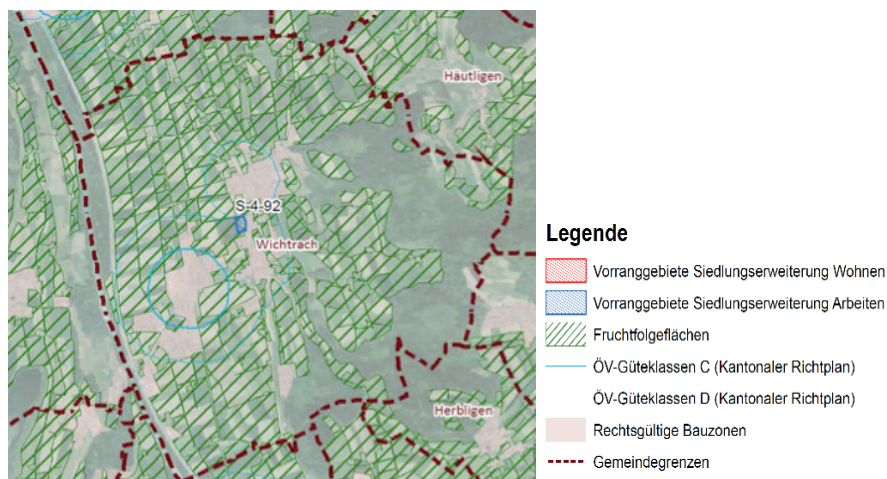 Häutligen
S-4-92
Wichtrach
Herbligen
Legende
Vorranggebiete Siedlungserweiterung Wohnen
Vorranggebiete Siedlungserweiterung Arbeiten
Fruchtfolgeflächen
ÖV-Güteklassen C (Kantonaler Richtplan)
ÖV-Güteklassen D (Kantonaler Richtplan)
Rechtsgültige Bauzonen
Gemeindegrenzen